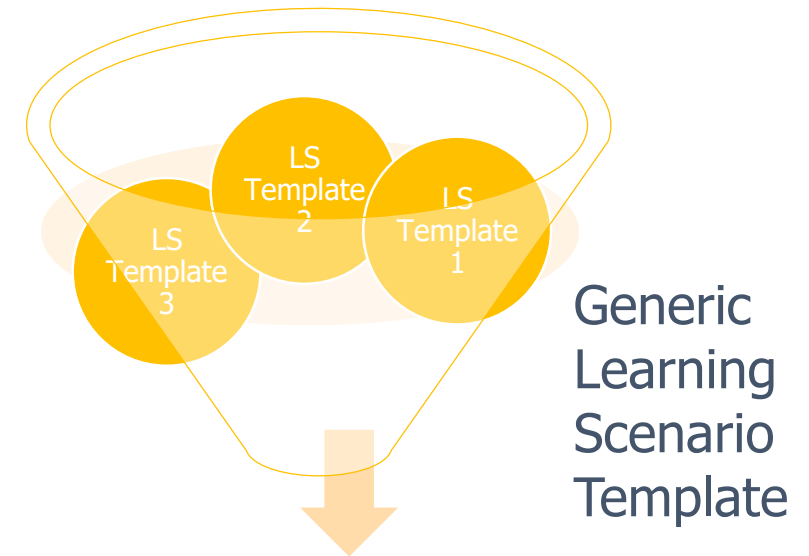 LS
Template
2
LS
Template
1
LS
Template
3
Generic
Learning
Scenario
Template